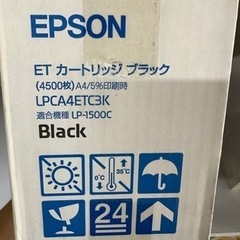 EPSON
ET カートリッジ ブラック
(4500枚) A4/5%印刷時
LPCA4ETC3K
適合機種 LP-1500C
Black
0°c
35°c
24